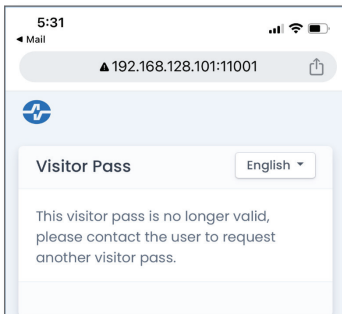 5:31
Mail
192.168.128.101:11001
Visitor Pass
English
This visitor pass is no longer valid,
please contact the user to request
another visitor pass.